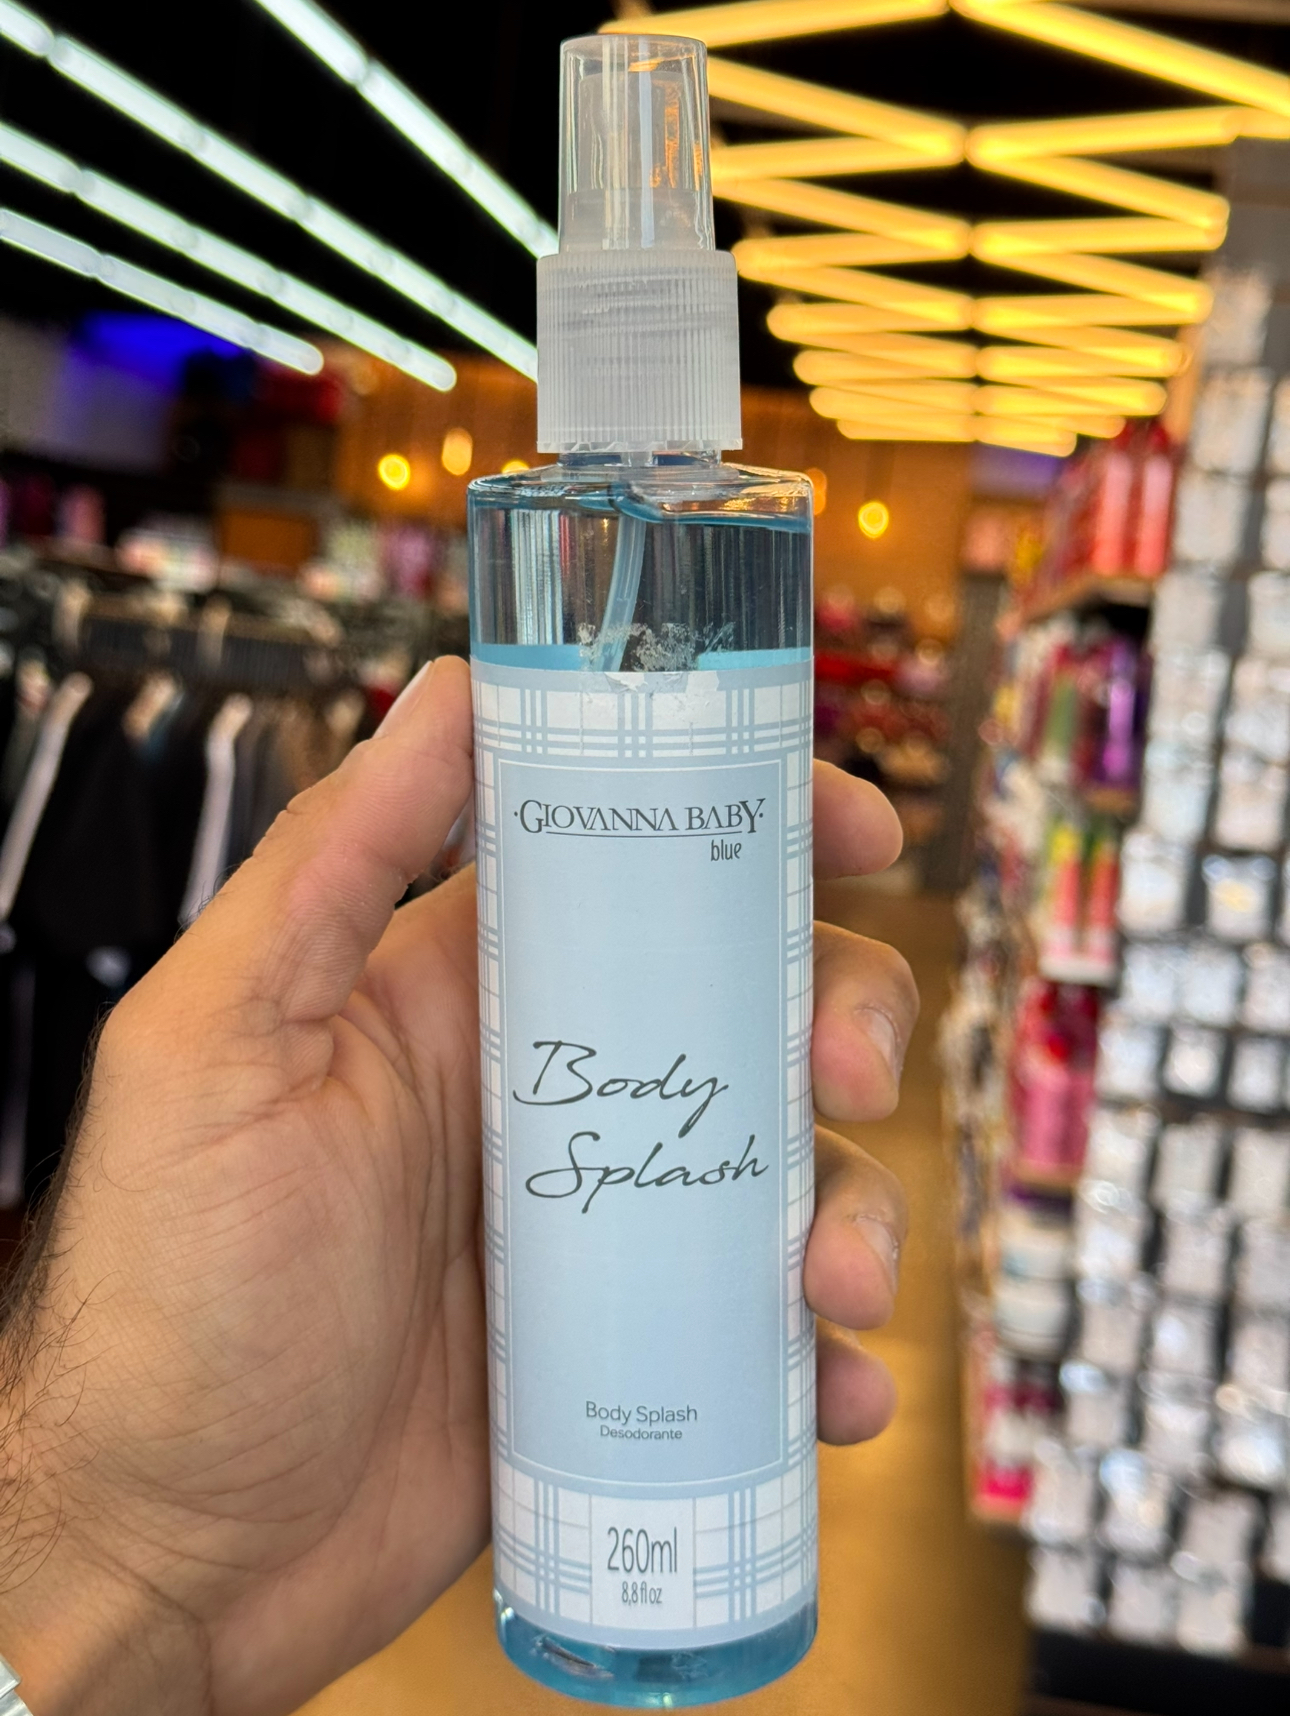 ·GIOVANNA BABY·
blue
Body
Splash
Body Splash
Desodorante
260ml
8,8 fl oz